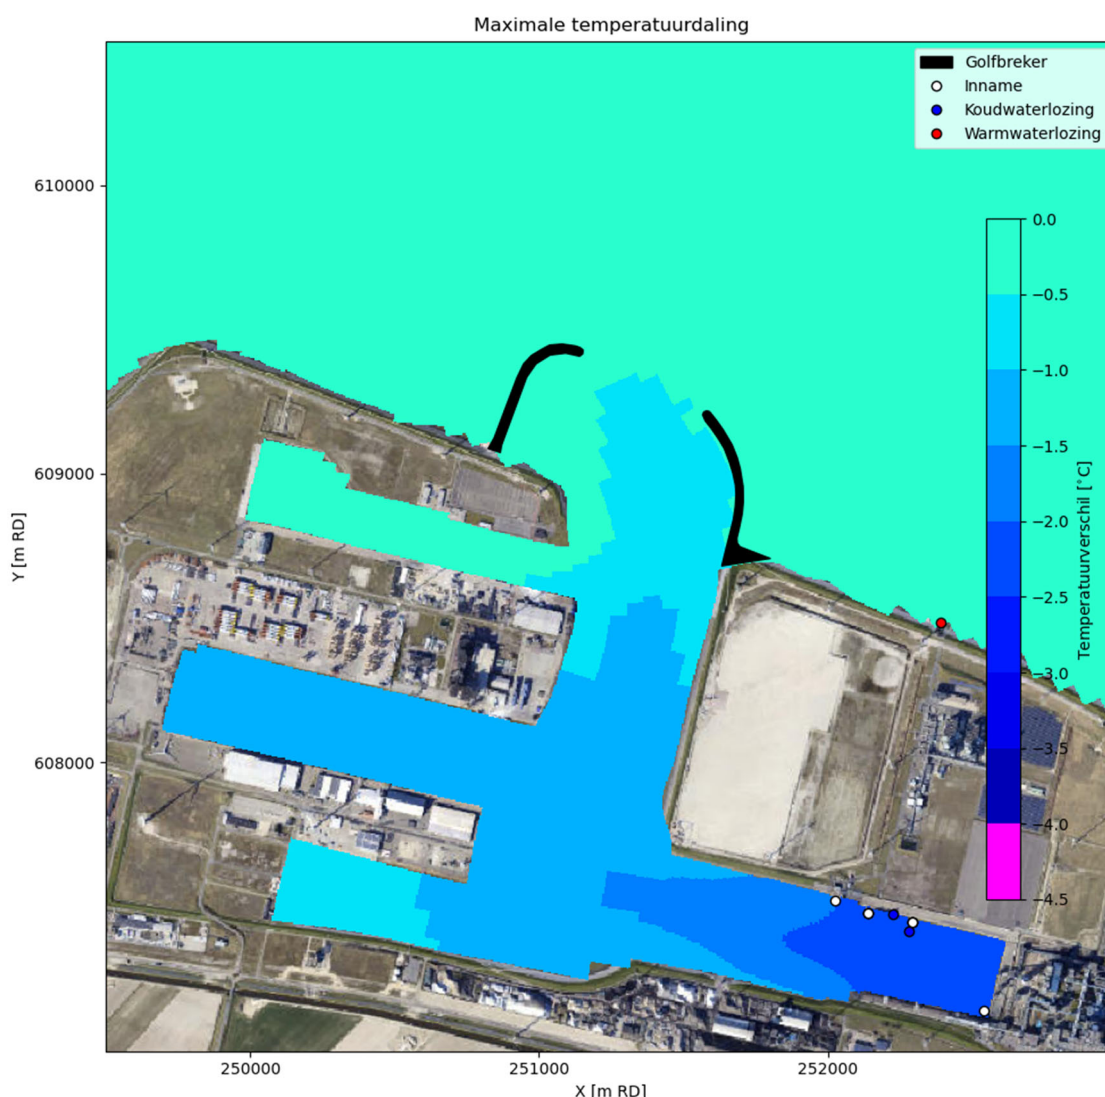 Maximale temperatuurdaling
Golfbreker
Inname
Koudwaterlozing
Warmwaterlozing
610000
609000
608000
Y [m RD]
0.0
−0.5
−1.0
−1.5
−2.0
−2.5
−3.0
−3.5
−4.0
−4.5
Temperatuurverschil [°C]
250000
251000
252000
X [m RD]